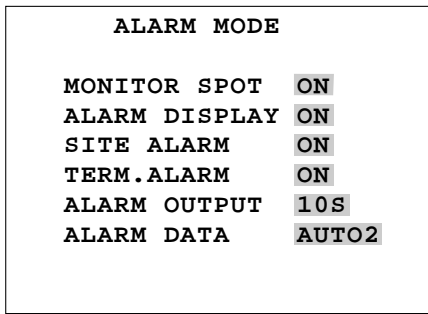 ALARM MODE
MONITOR SPOT ON
ALARM DISPLAY ON
SITE ALARM ON
TERM.ALARM ON
ALARM OUTPUT 10S
ALARM DATA AUTO2